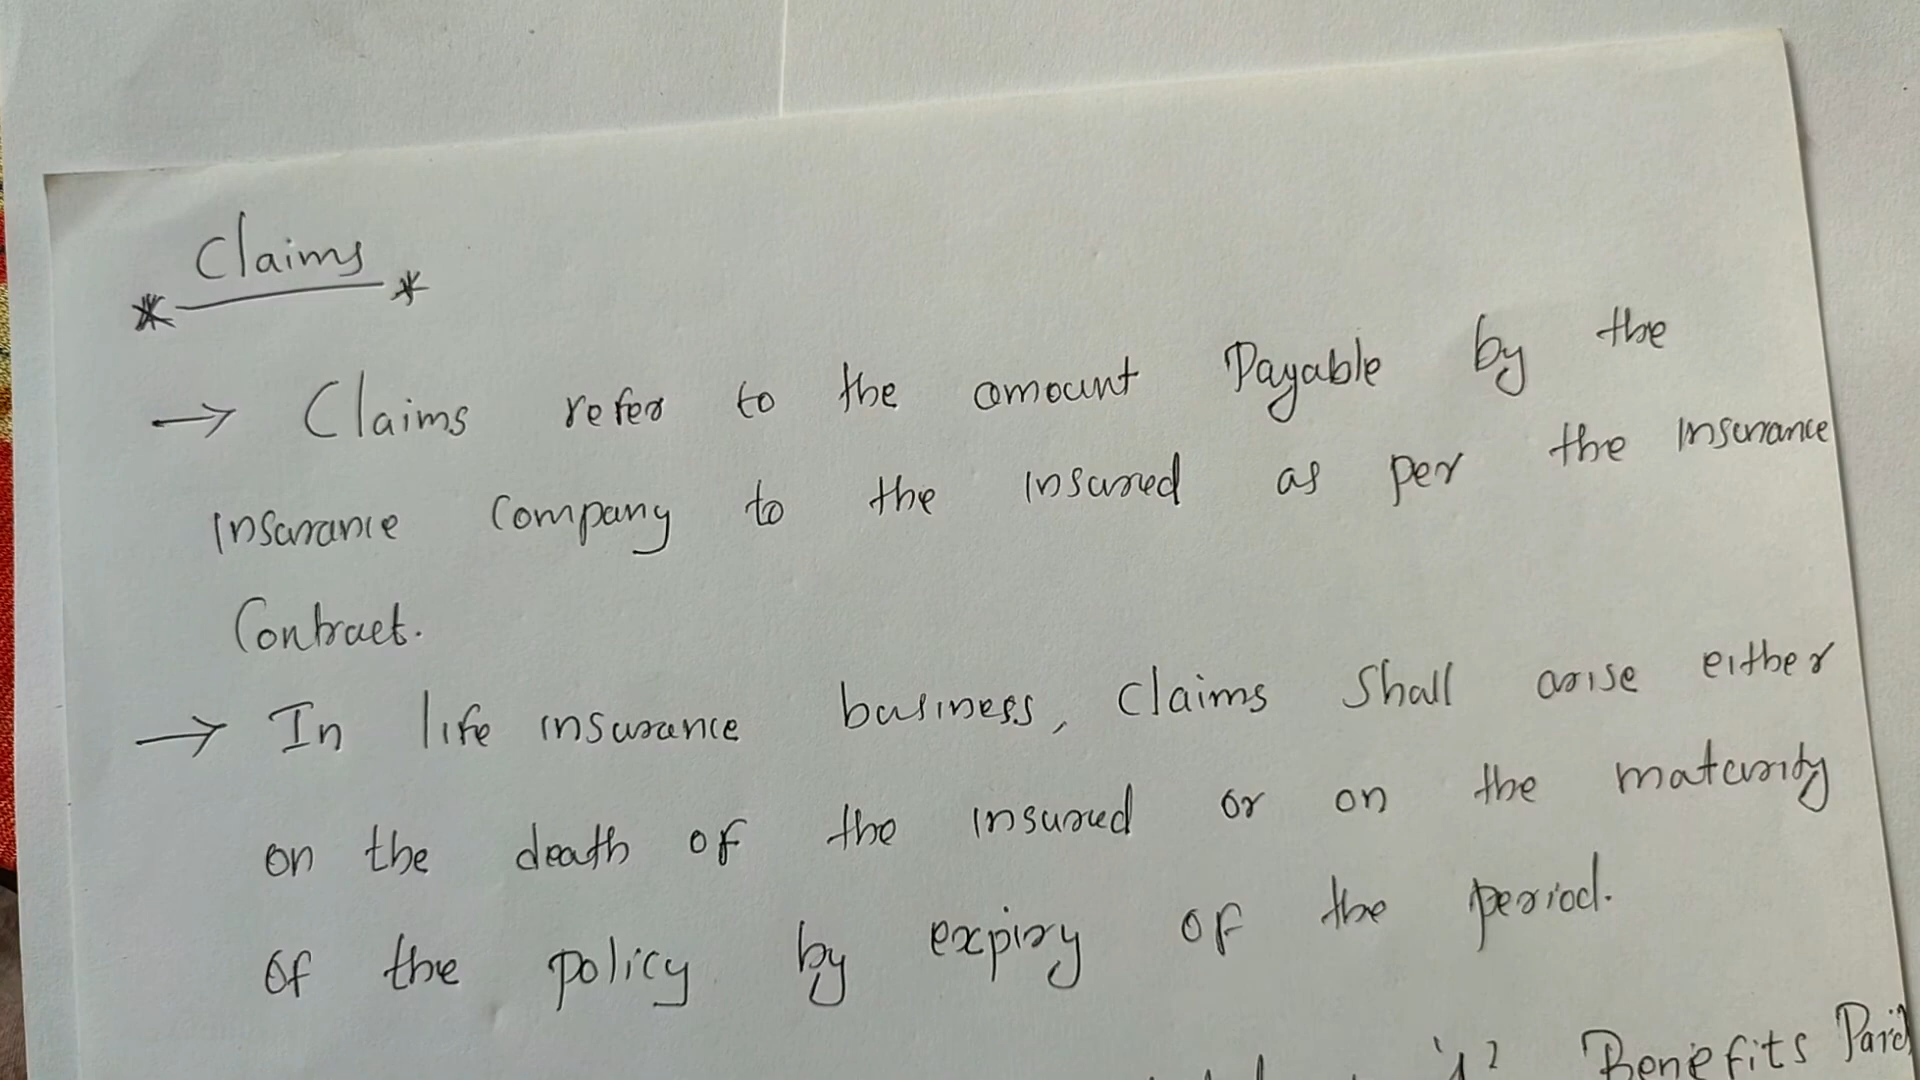 Claims
→ Claims refer to the amount Payable by the
Insurance Company to the insured as per the insurance
Contract.
→ In life insurance business, Claims Shall arise either
on the death of the insured or on the maturity
of the policy by expiry of the period.
Benefits Paid